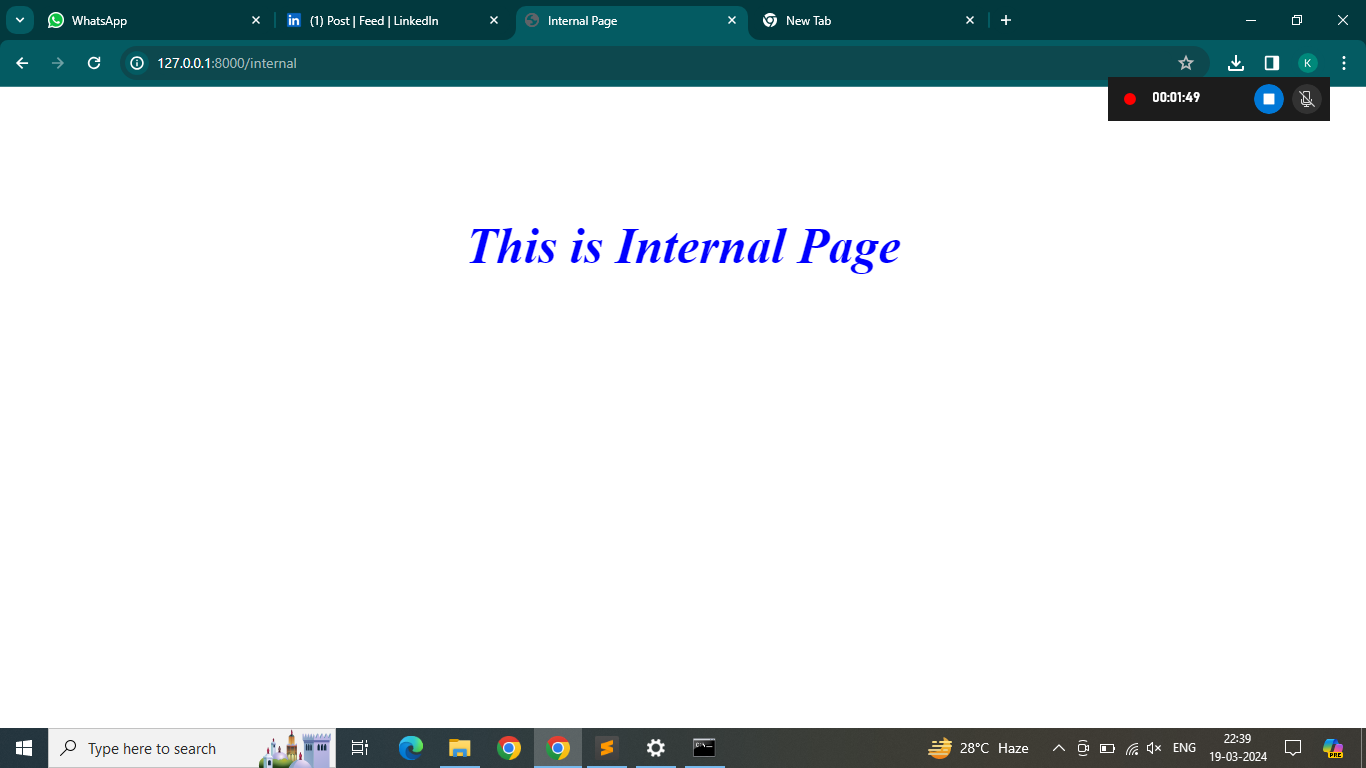 WhatsApp
(1) Post | Feed | LinkedIn
Internal Page
New Tab
127.0.0.1:8000/internal
K
00:01:49
This is Internal Page
Type here to search
28°C Haze
ENG
22:39
19-03-2024
PRE